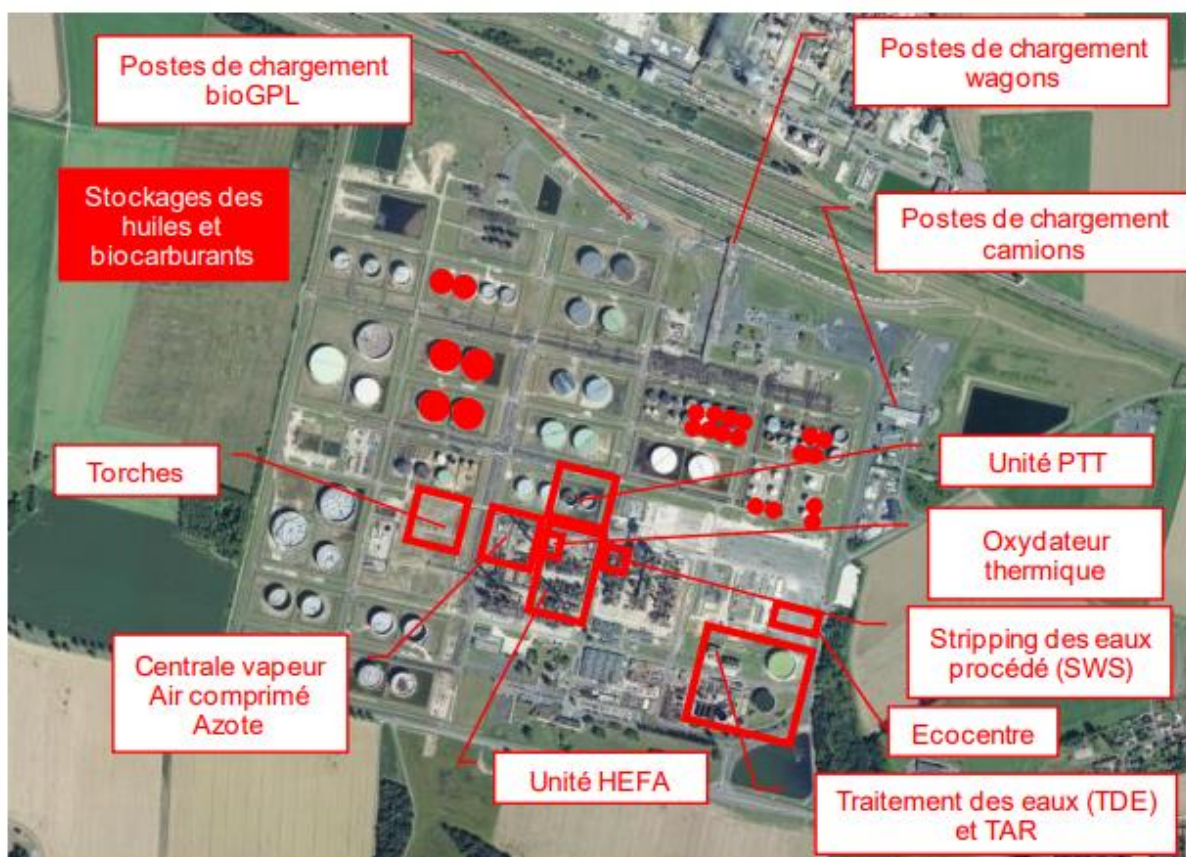 Postes de chargement
bioGPL
Postes de chargement
wagons
Stockages des
huiles et
biocarburants
Postes de chargement
camions
Torches
Unité PTT
Oxydateur
thermique
Centrale vapeur
Air comprimé
Azote
Stripping des eaux
procédé (SWS)
Ecocentre
Unité HEFA
Traitement des eaux (TDE)
et TAR